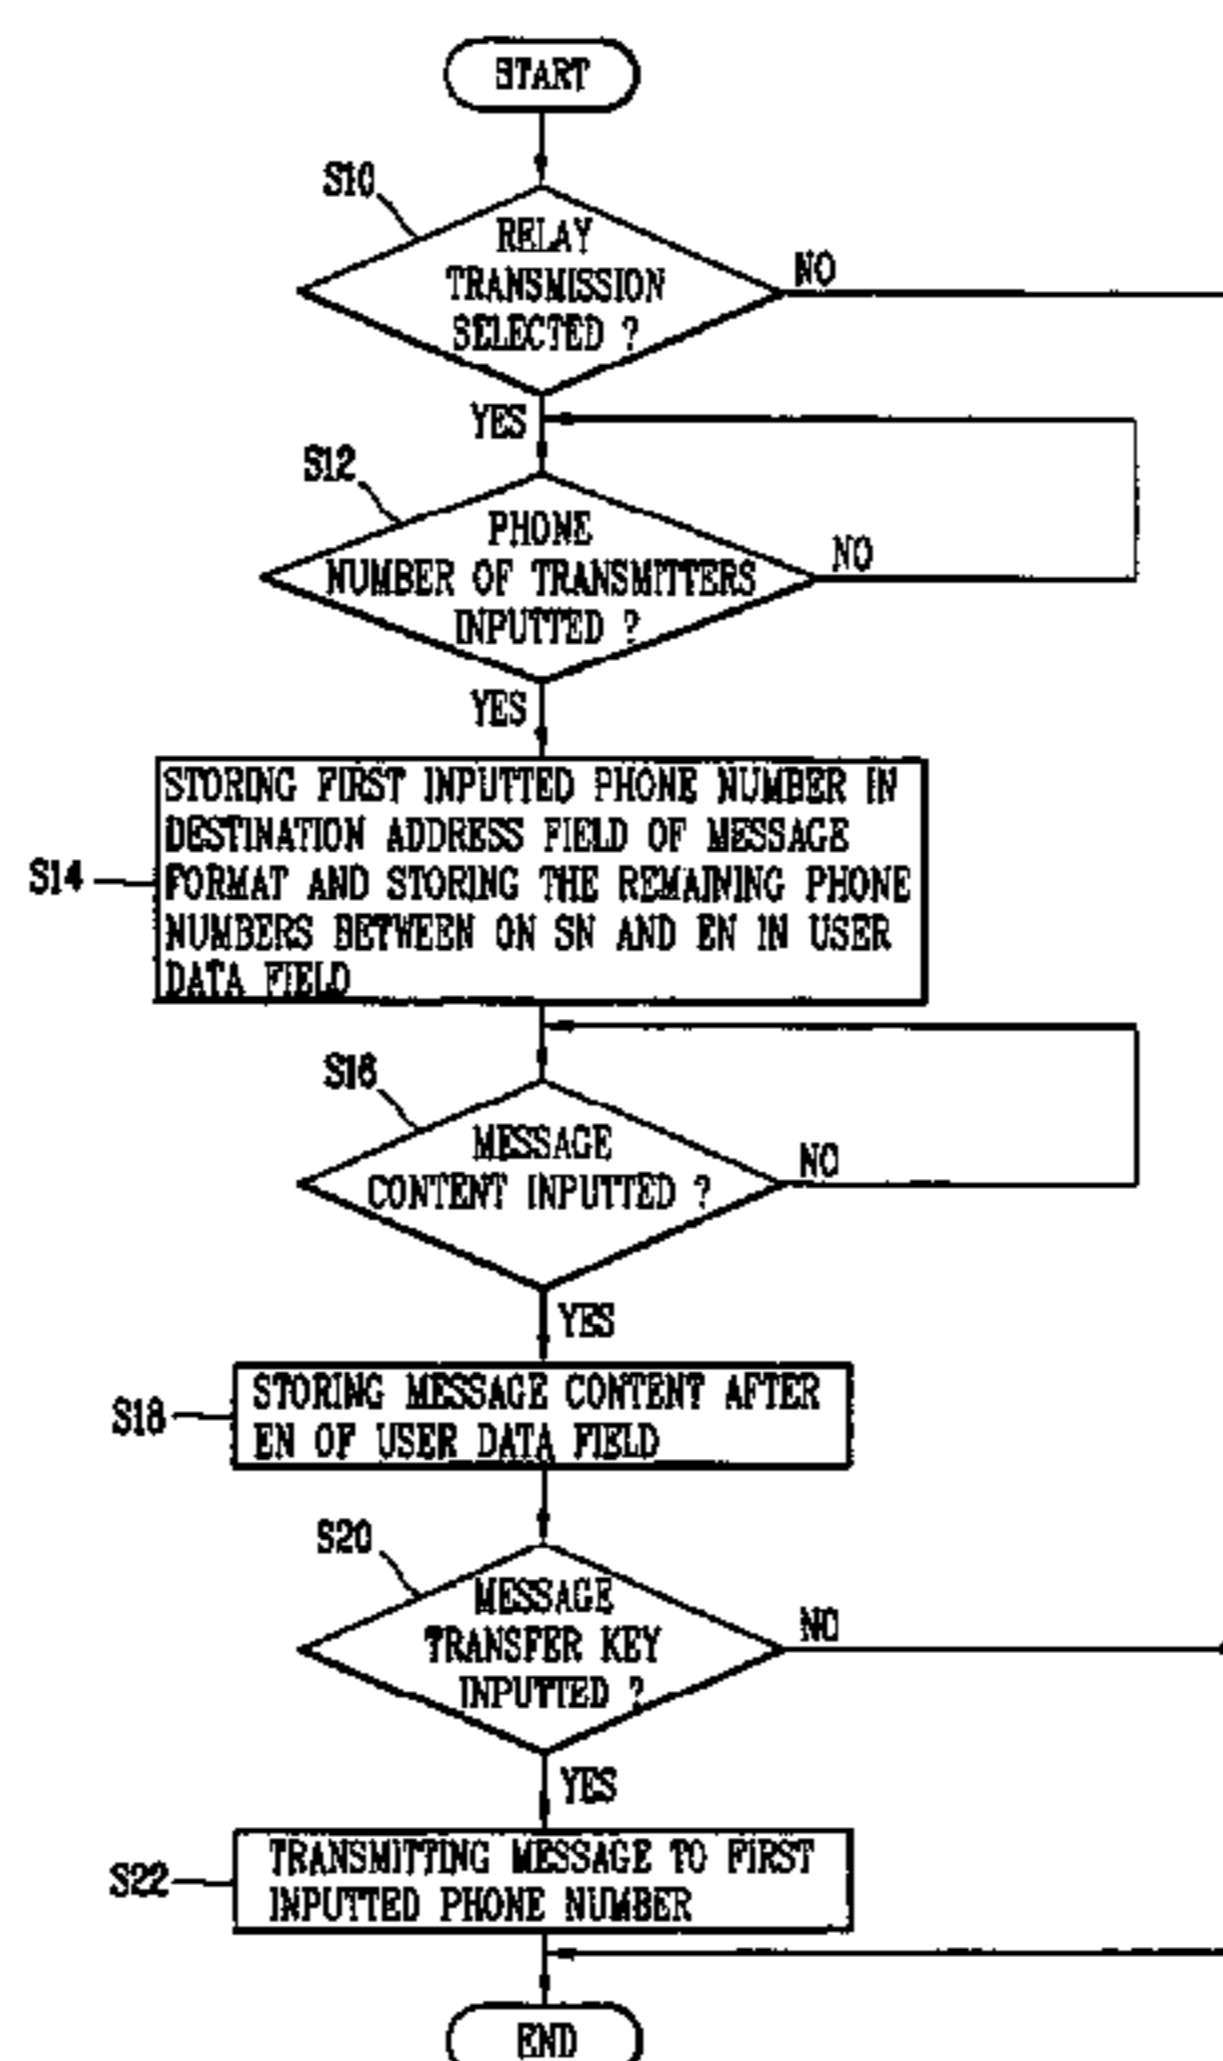 START
S10
RELAY
TRANSMISSION
SELECTED ?
NO
YES
S12
PHONE
NUMBER OF TRANSMITTERS
INPUTTED ?
NO
YES
S14
STORING FIRST INPUTTED PHONE NUMBER IN
DESTINATION ADDRESS FIELD OF MESSAGE
FORMAT AND STORING THE REMAINING PHONE
NUMBERS BETWEEN ON SN AND EN IN USER
DATA FIELD
S16
MESSAGE
CONTENT INPUTTED ?
NO
YES
S18
STORING MESSAGE CONTENT AFTER
EN OF USER DATA FIELD
S20
MESSAGE
TRANSFER KEY
INPUTTED ?
NO
YES
S22
TRANSMITTING MESSAGE TO FIRST
INPUTTED PHONE NUMBER
END